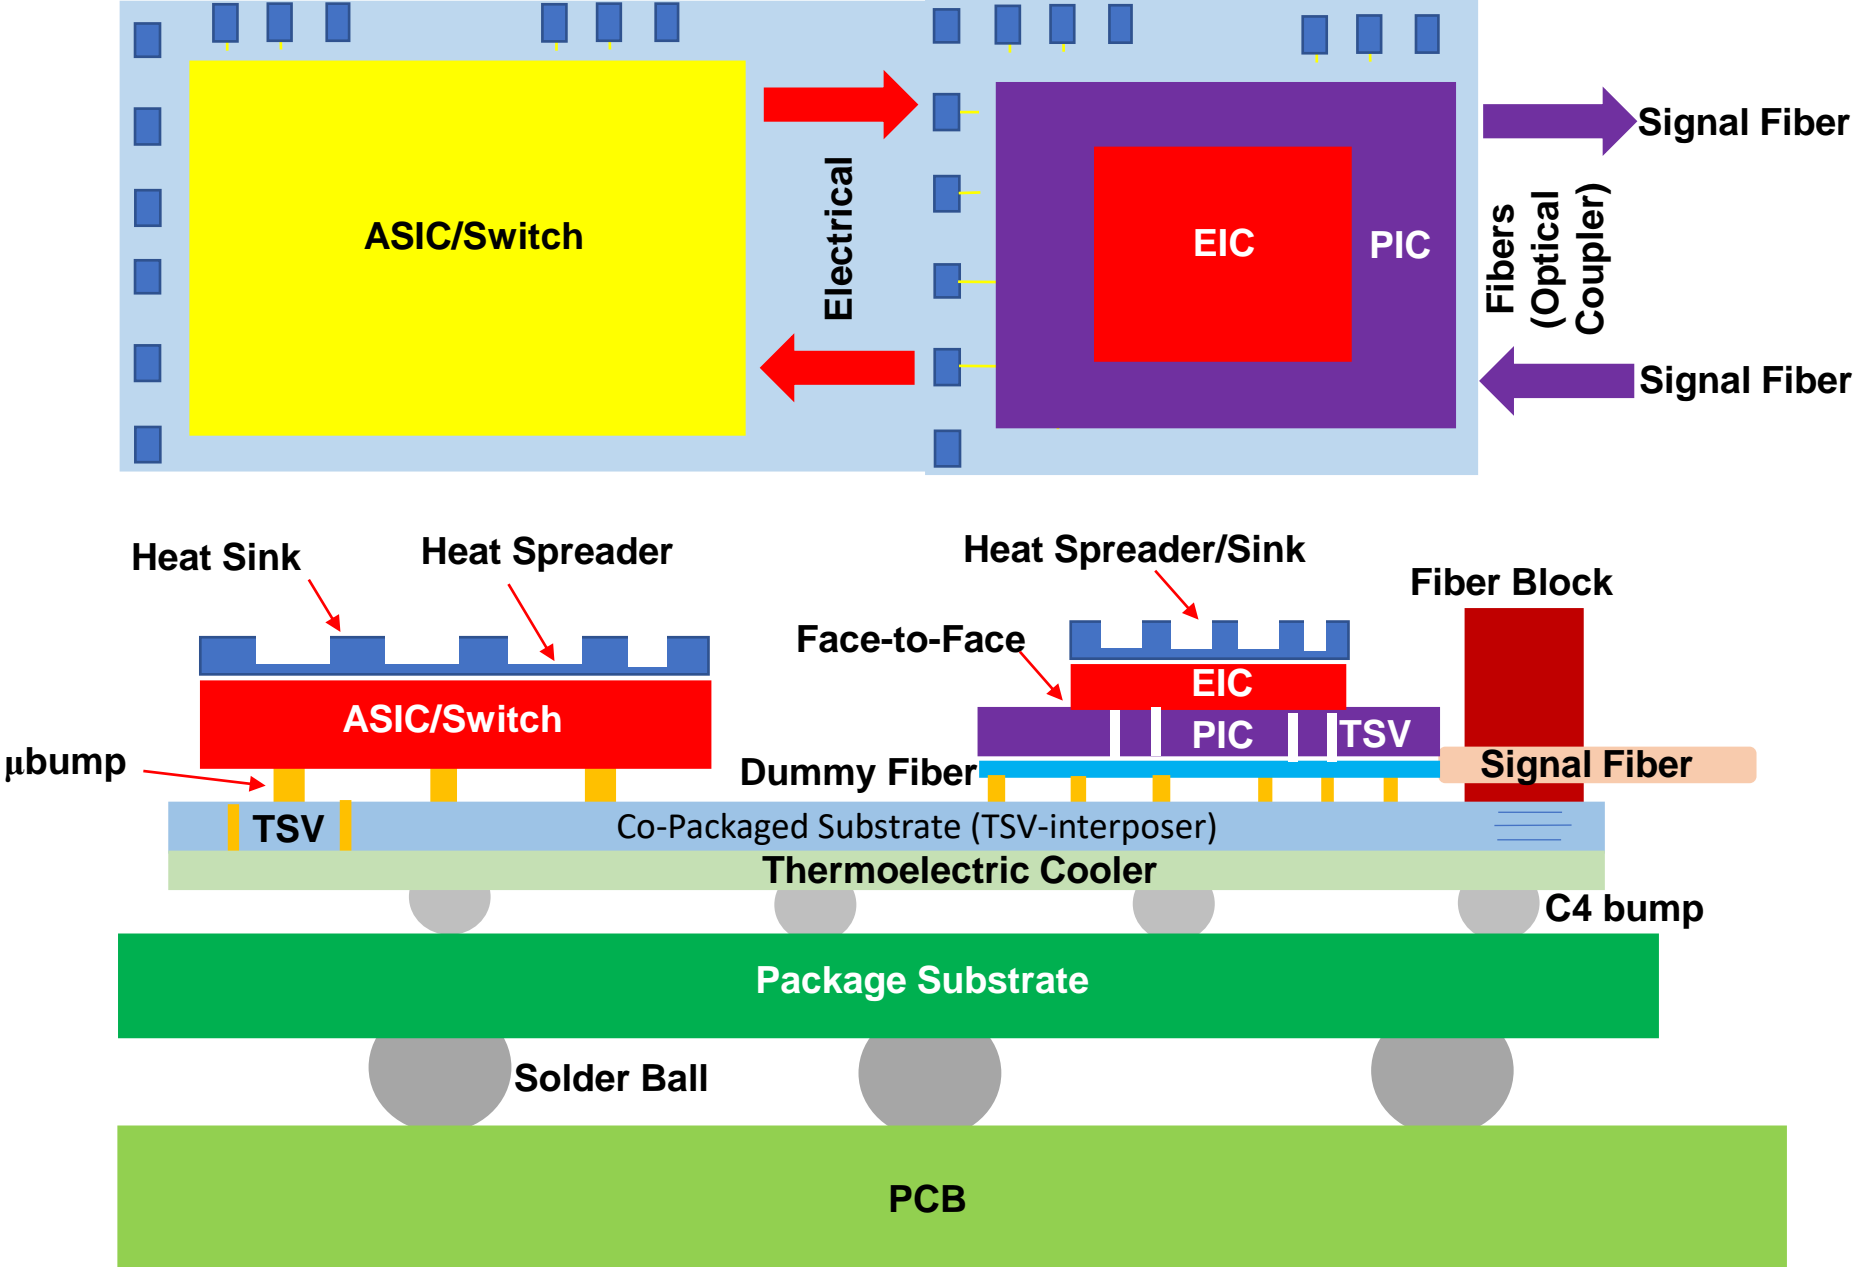 Signal Fiber
ASIC/Switch
Electrical
EIC
PIC
Fibers
(Optical
Coupler)
Signal Fiber
Heat Sink
Heat Spreader
Heat Spreader/Sink
Fiber Block
Face-to-Face
EIC
ASIC/Switch
PIC
TSV
μbump
Dummy Fiber
Signal Fiber
TSV
Co-Packaged Substrate (TSV-interposer)
Thermoelectric Cooler
C4 bump
Package Substrate
Solder Ball
PCB